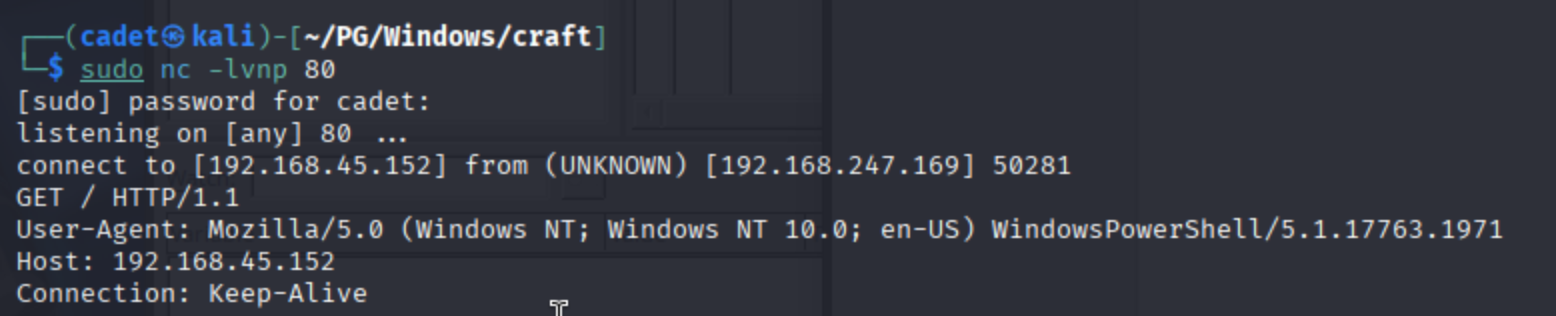 ┌──(cadet㉿kali)-[~/PG/Windows/craft]
└─$ sudo nc -lvnp 80
[sudo] password for cadet:
listening on [any] 80 ...
connect to [192.168.45.152] from (UNKNOWN) [192.168.247.169] 50281
GET / HTTP/1.1
User-Agent: Mozilla/5.0 (Windows NT; Windows NT 10.0; en-US) WindowsPowerShell/5.1.17763.1971
Host: 192.168.45.152
Connection: Keep-Alive